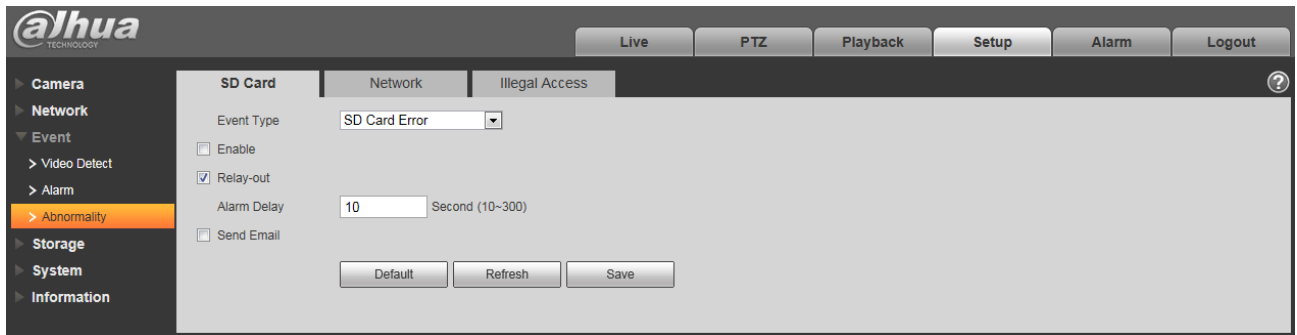 alhua
TECHNOLOGY
Live PTZ Playback Setup Alarm Logout
Camera
Network
Event
> Video Detect
> Alarm
> Abnormality
Storage
System
Information
SD Card Network Illegal Access ?
Event Type SD Card Error
Enable
Relay-out
Alarm Delay 10 Second (10~300)
Send Email
Default Refresh Save